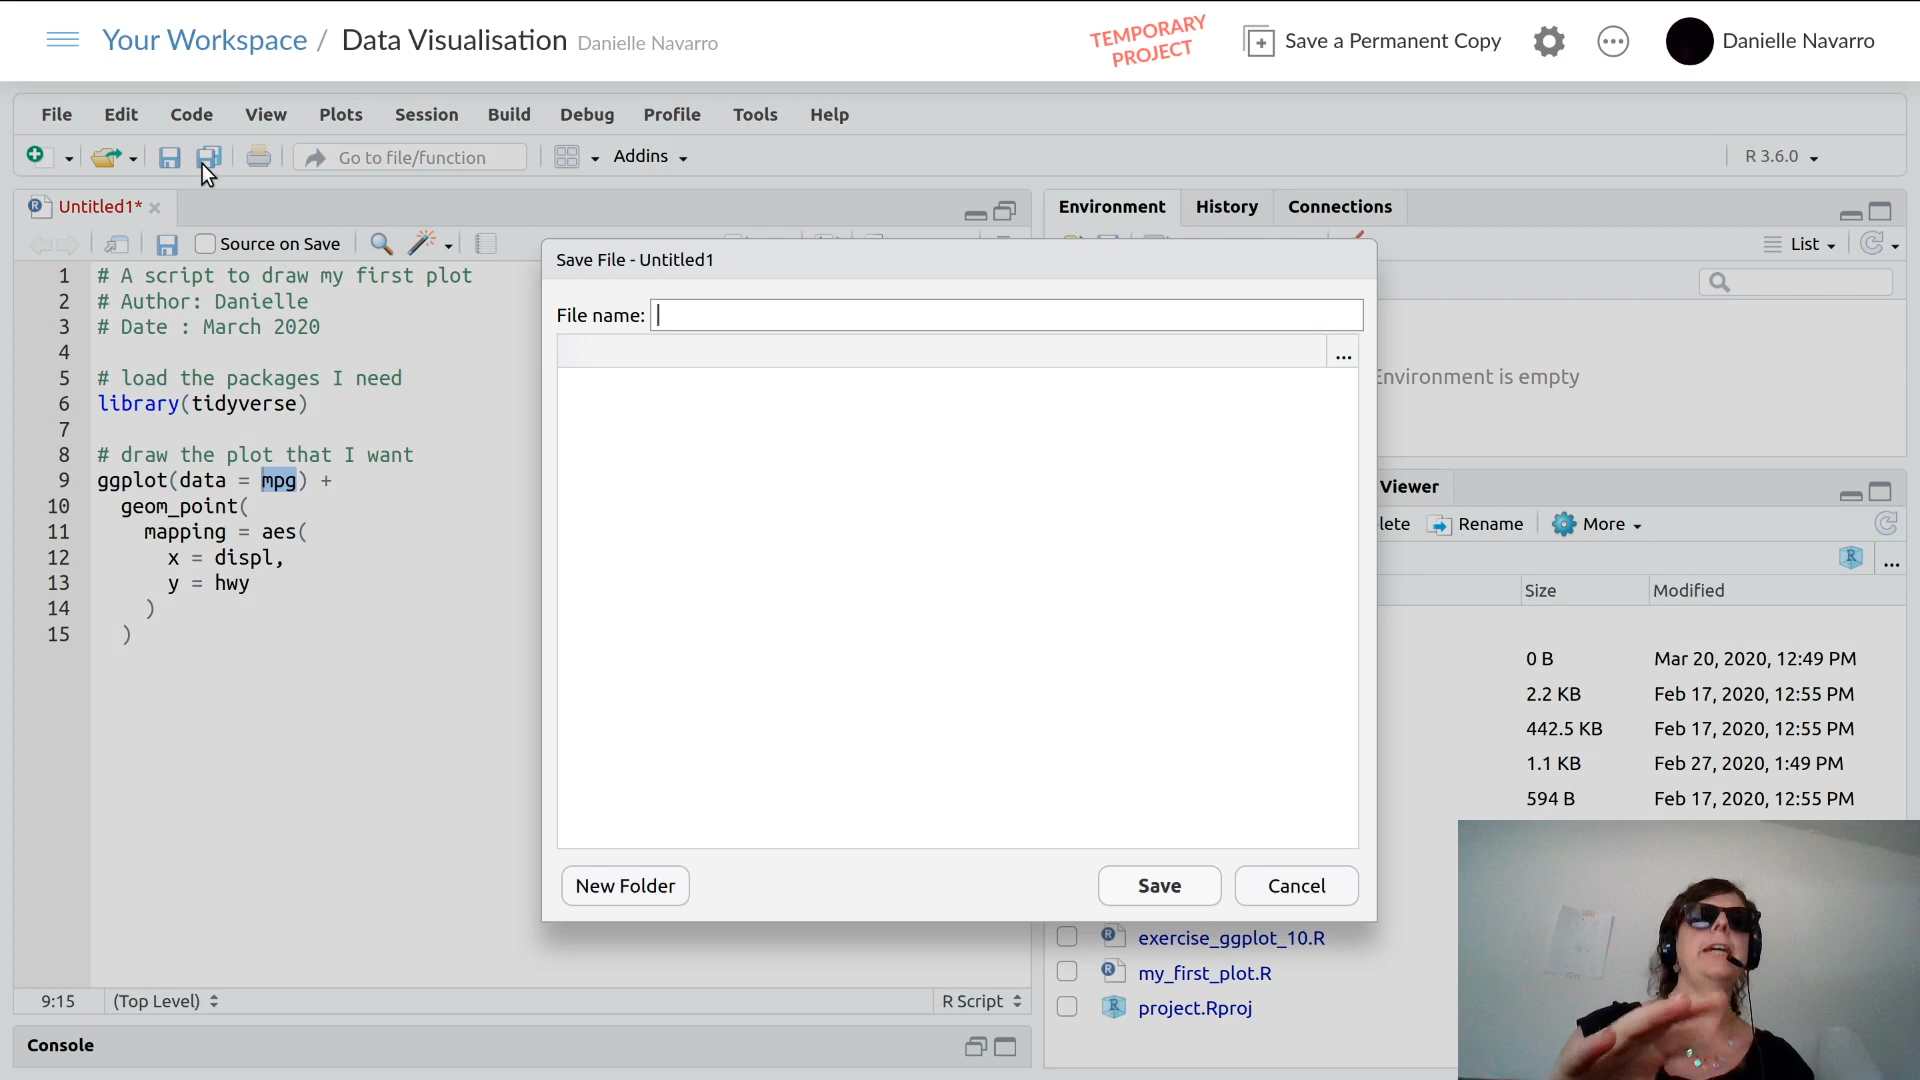 Your Workspace / Data Visualisation Danielle Navarro
TEMPORARY PROJECT
Save a Permanent Copy
Danielle Navarro
File Edit Code View Plots Session Build Debug Profile Tools Help
Go to file/function
Addins
R 3.6.0
Untitled1*
Source on Save
1 # A script to draw my first plot
2 # Author: Danielle
3 # Date : March 2020
4
5 # load the packages I need
6 library(tidyverse)
7
8 # draw the plot that I want
9 ggplot(data = mpg) +
10 geom_point(
11 mapping = aes(
12 x = displ,
13 y = hwy
14 )
15 )
9:15 (Top Level) R Script
Console
Save File - Untitled1
File name:
...
New Folder Save Cancel
Environment History Connections
List
Environment is empty
Viewer
lete Rename More
...
Size Modified
0 B Mar 20, 2020, 12:49 PM
2.2 KB Feb 17, 2020, 12:55 PM
442.5 KB Feb 17, 2020, 12:55 PM
1.1 KB Feb 27, 2020, 1:49 PM
594 B Feb 17, 2020, 12:55 PM
exercise_ggplot_10.R
my_first_plot.R
project.Rproj